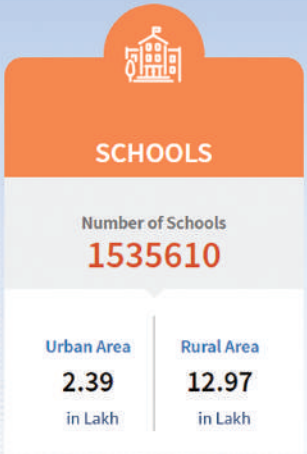 SCHOOLS
Number of Schools
1535610
Urban Area
2.39
in Lakh
Rural Area
12.97
in Lakh